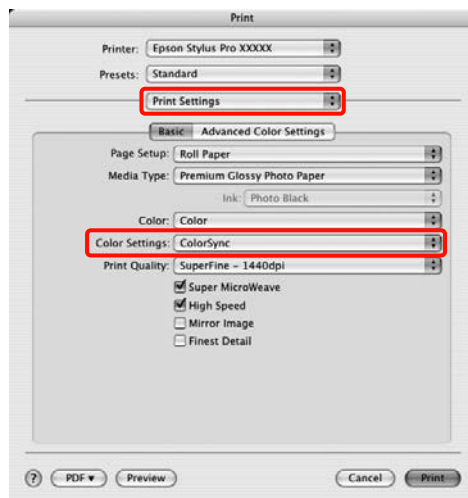 Print
Printer: Epson Stylus Pro XXXXX
Presets: Standard
Print Settings
Basic Advanced Color Settings
Page Setup: Roll Paper
Media Type: Premium Glossy Photo Paper
Ink: Photo Black
Color: Color
Color Settings: ColorSync
Print Quality: SuperFine – 1440dpi
Super MicroWeave
High Speed
Mirror Image
Finest Detail
? PDF ▾ Preview Cancel Print